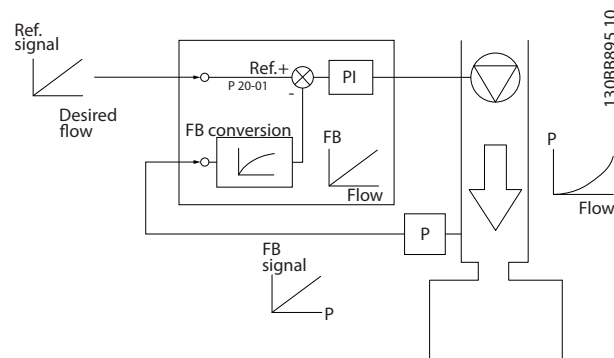 Ref.
signal
Desired
flow
Ref.+
P 20-01
-
PI
FB conversion
FB
Flow
P
FB
signal
P
P
Flow
130BB895.10